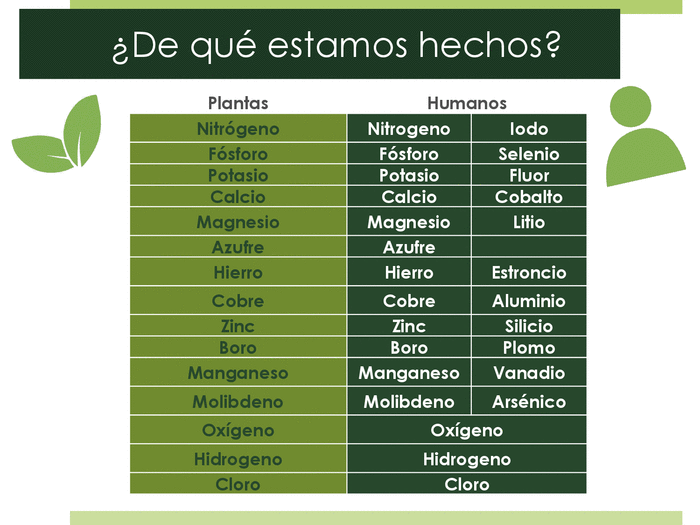 ¿De qué estamos hechos?
Plantas Humanos
Nitrógeno Nitrogeno Iodo
Fósforo Fósforo Selenio
Potasio Potasio Fluor
Calcio Calcio Cobalto
Magnesio Magnesio Litio
Azufre Azufre
Hierro Hierro Estroncio
Cobre Cobre Aluminio
Zinc Zinc Silicio
Boro Boro Plomo
Manganeso Manganeso Vanadio
Molibdeno Molibdeno Arsénico
Oxígeno Oxígeno
Hidrogeno Hidrogeno
Cloro Cloro